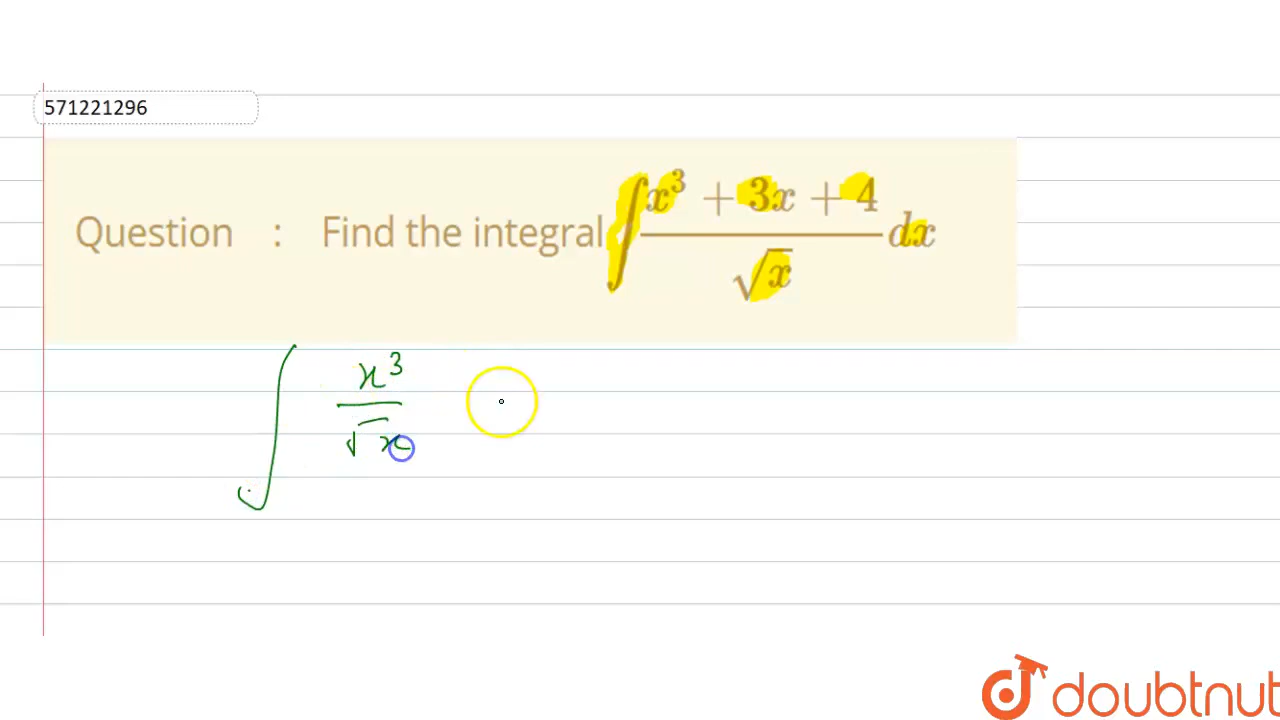 571221296
Question : Find the integral ∫ (x³ + 3x + 4)/√x dx
∫ x³/√x
doubtnut